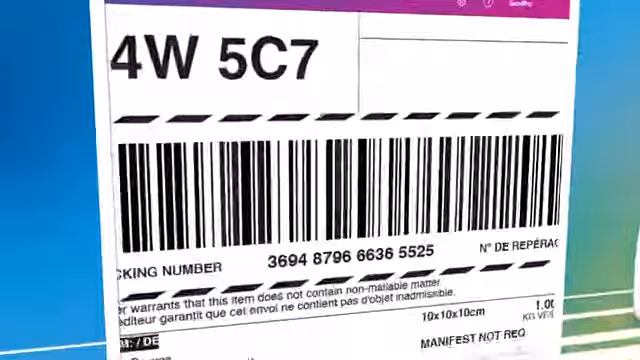 4W 5C7
CKING NUMBER 3694 8796 6636 5525 N° DE REPÉRAG
er warrants that this item does not contain non-mailable matter.
éditeur garantit que cet envoi ne contient pas d'objet inadmissible.
M: / DE 10x10x10cm 1.00
KG VÉR
MANIFEST NOT REQ